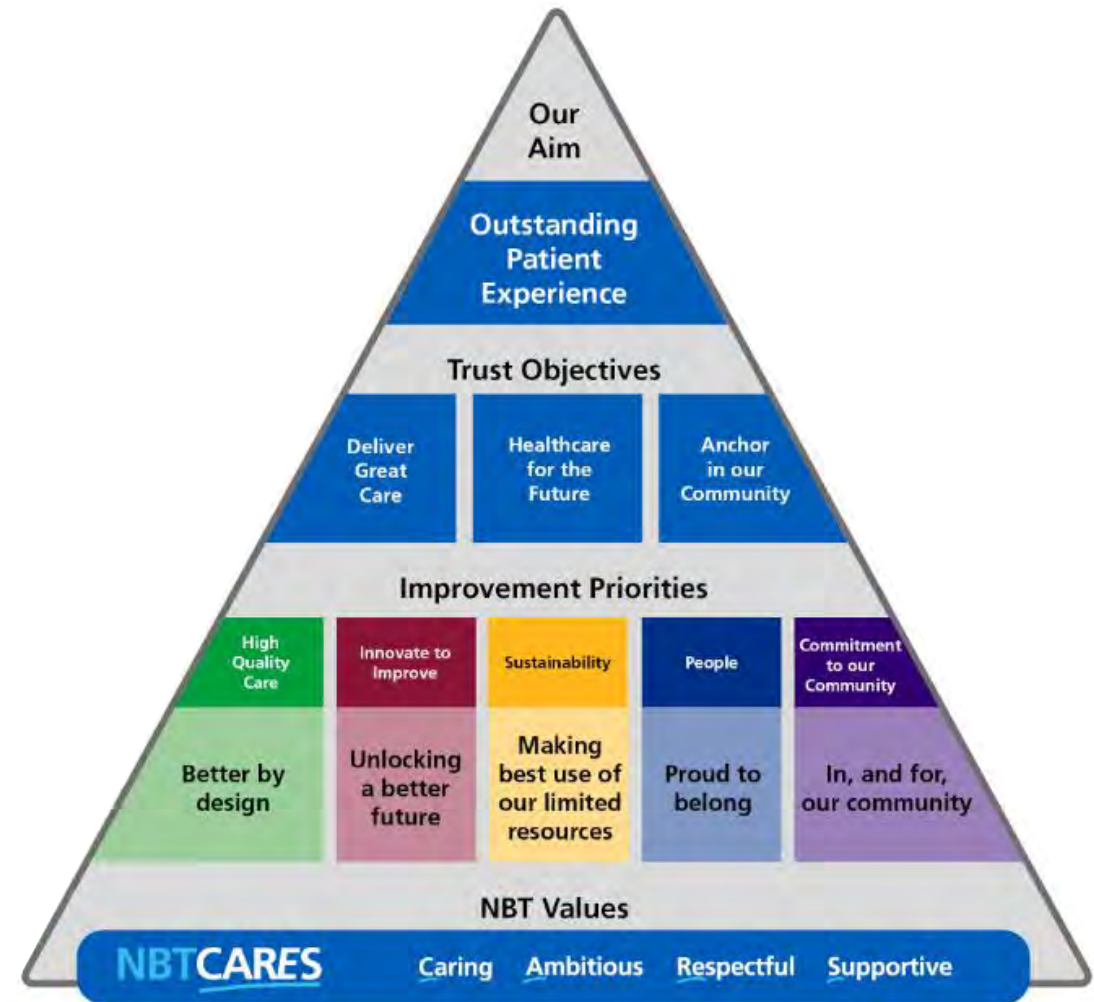 Our
Aim
Outstanding
Patient
Experience
Trust Objectives
Deliver
Great
Care
Healthcare
for the
Future
Anchor
in our
Community
Improvement Priorities
High
Quality
Care
Innovate to
Improve
Sustainability
People
Commitment
to our
Community
Better by
design
Unlocking
a better
future
Making
best use of
our limited
resources
Proud to
belong
In, and for,
our community
NBT Values
NBTCARES Caring Ambitious Respectful Supportive